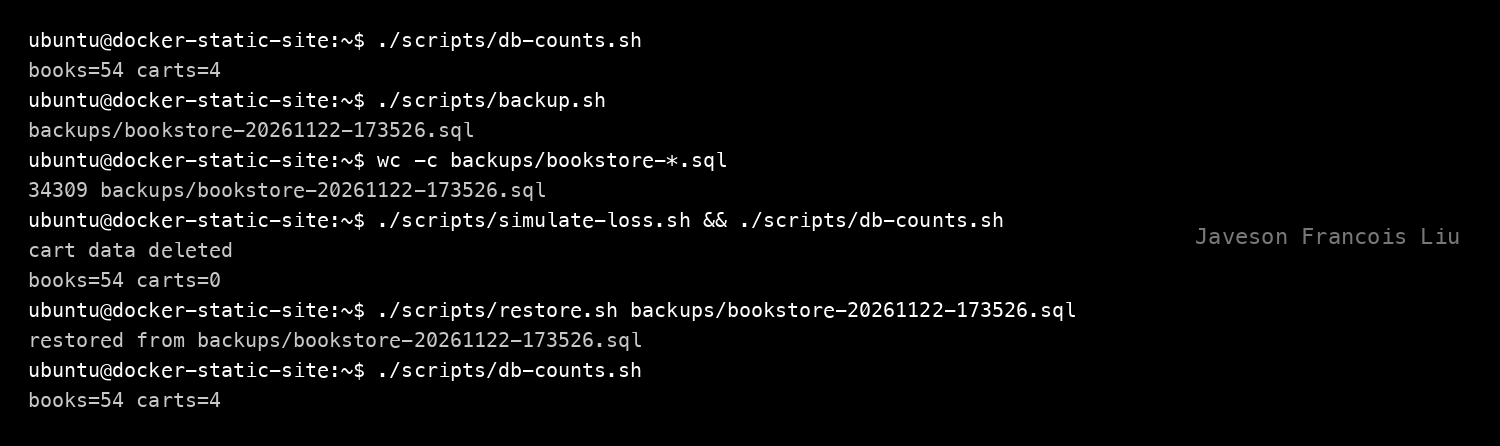 ubuntu@docker-static-site:~$ ./scripts/db-counts.sh
books=54 carts=4
ubuntu@docker-static-site:~$ ./scripts/backup.sh
backups/bookstore-20261122-173526.sql
ubuntu@docker-static-site:~$ wc -c backups/bookstore-*.sql
34309 backups/bookstore-20261122-173526.sql
ubuntu@docker-static-site:~$ ./scripts/simulate-loss.sh && ./scripts/db-counts.sh
Javeson Francois Liu
cart data deleted
books=54 carts=0
ubuntu@docker-static-site:~$ ./scripts/restore.sh backups/bookstore-20261122-173526.sql
restored from backups/bookstore-20261122-173526.sql
ubuntu@docker-static-site:~$ ./scripts/db-counts.sh
books=54 carts=4